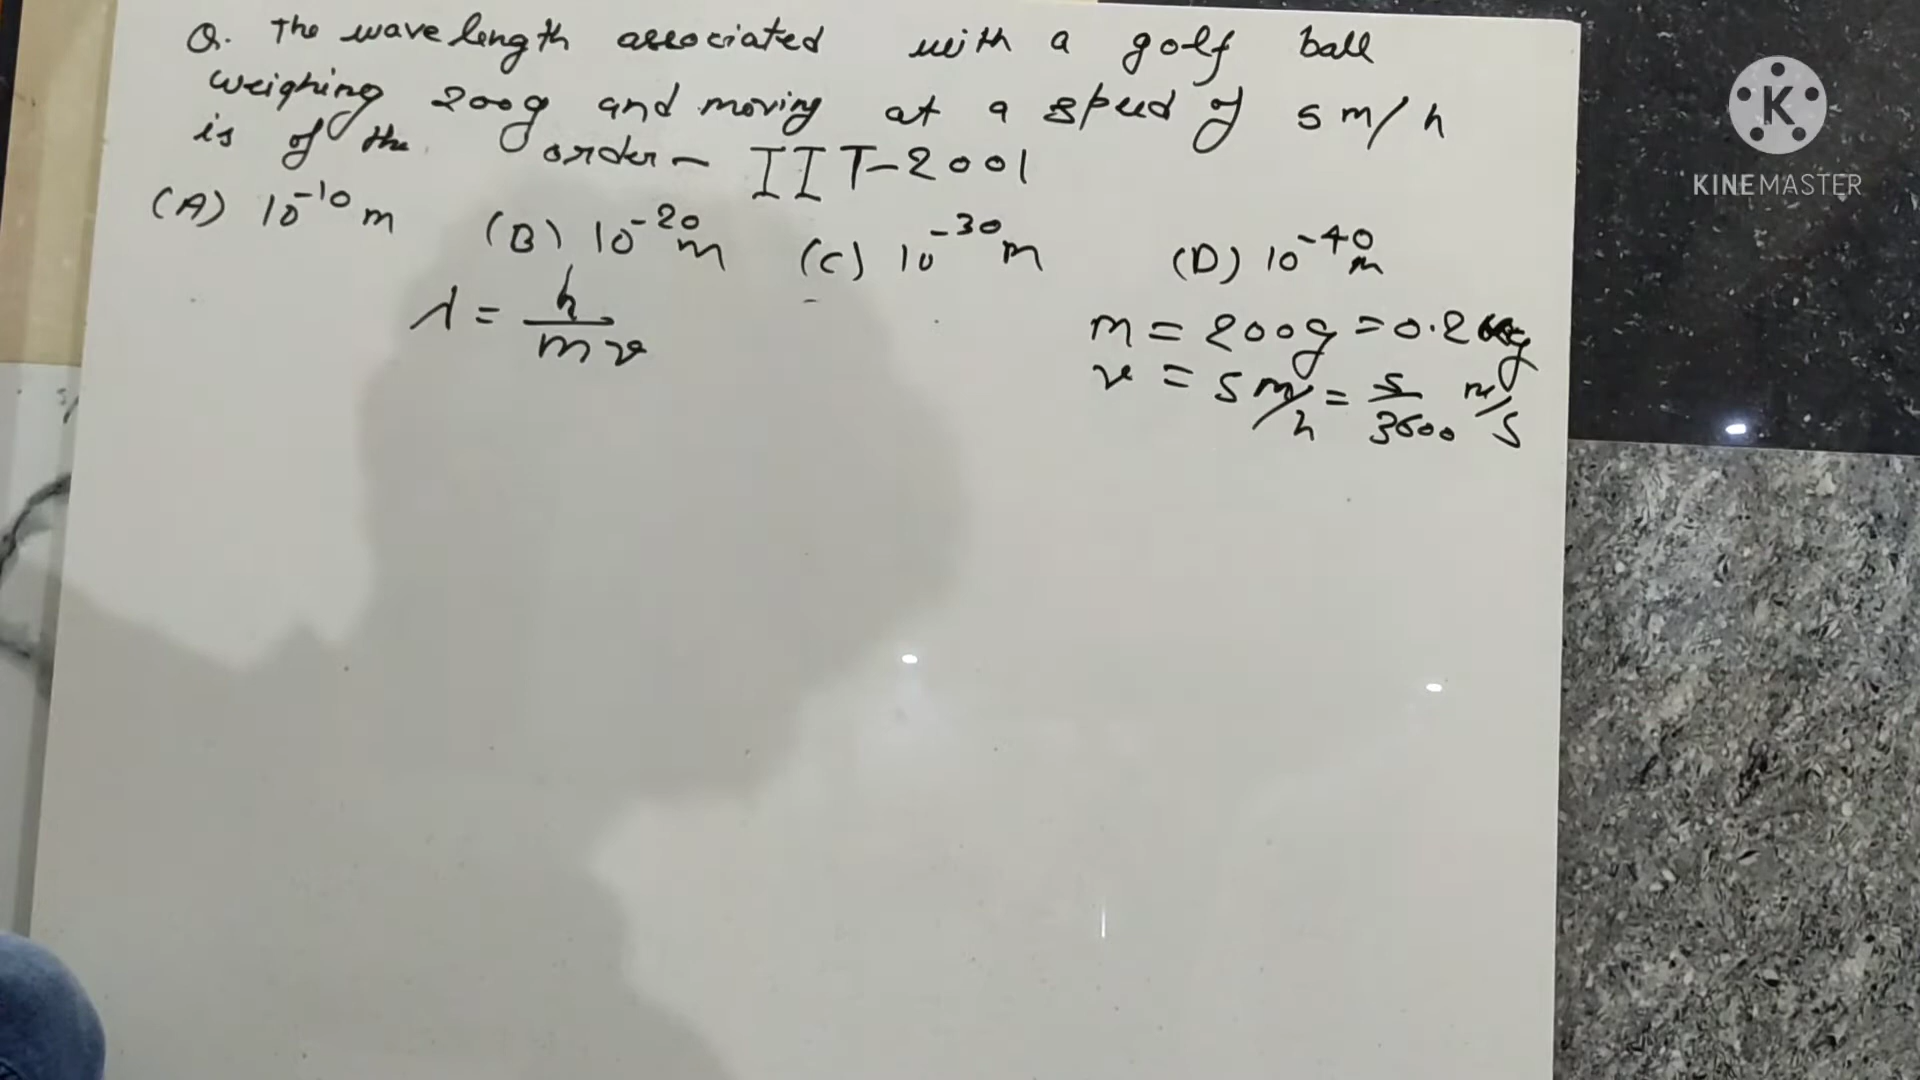 Q. The wavelength associated with a golf ball
weighing 200g and moving at a speed of 5 m/h
is of the order - IIT-2001
(A) 10⁻¹⁰ m (B) 10⁻²⁰ m (C) 10⁻³⁰ m (D) 10⁻⁴⁰ m
λ = h/mv
m = 200g = 0.2 kg
v = 5 m/h = 5/3600 m/s
K
KINEMASTER